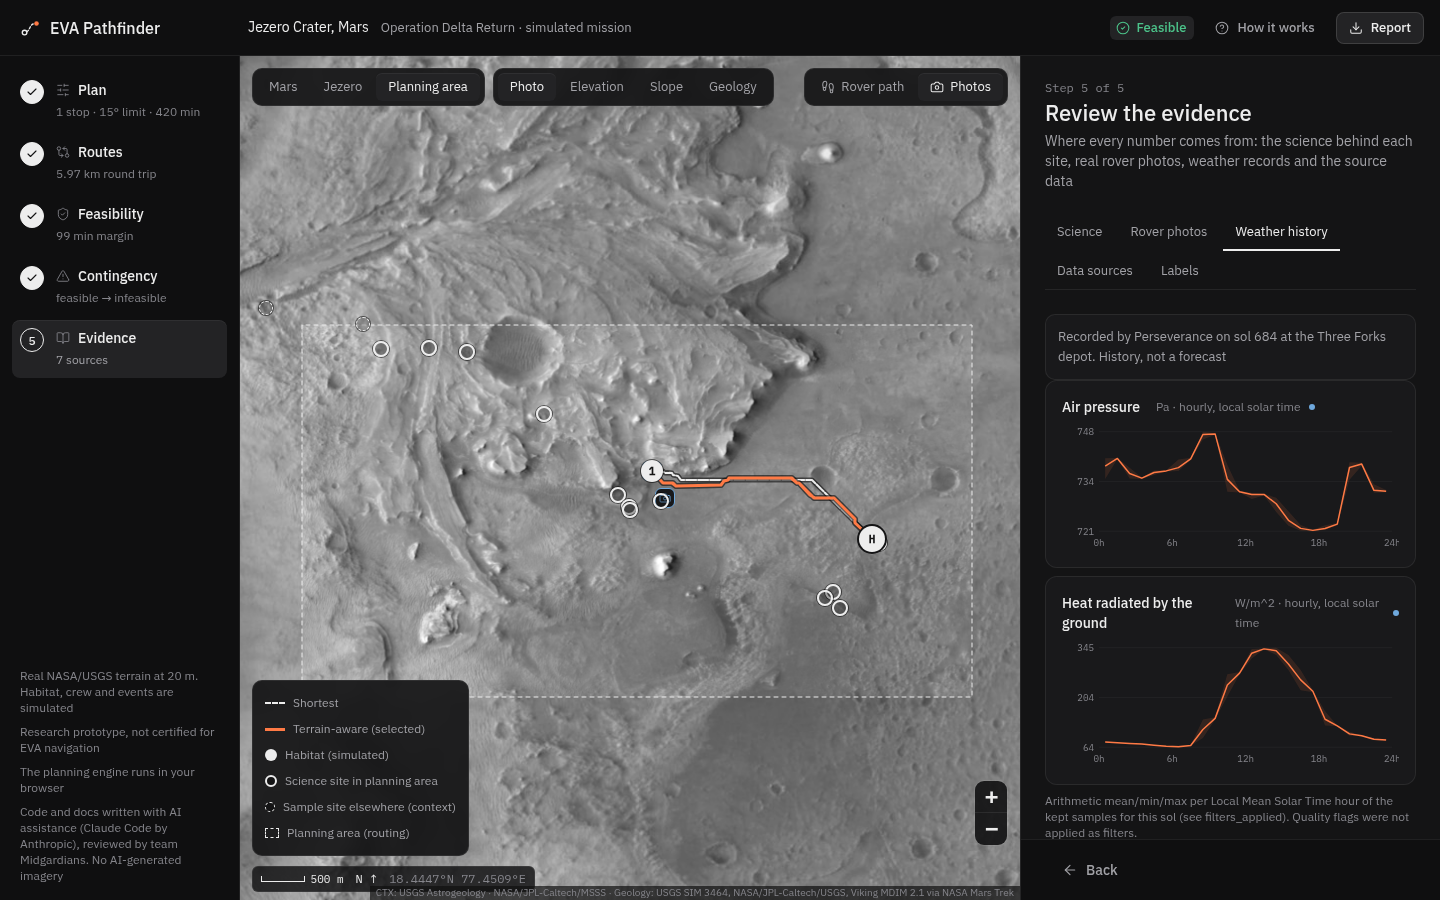 EVA Pathfinder
Jezero Crater, Mars
Operation Delta Return · simulated mission
Feasible
How it works
Report
Plan
1 stop · 15° limit · 420 min
Routes
5.97 km round trip
Feasibility
99 min margin
Contingency
feasible → infeasible
5
Evidence
7 sources
Real NASA/USGS terrain at 20 m.
Habitat, crew and events are
simulated
Research prototype, not certified for
EVA navigation
The planning engine runs in your
browser
Code and docs written with AI
assistance (Claude Code by
Anthropic), reviewed by team
Midgardians. No AI-generated
imagery
Mars
Jezero
Planning area
Photo
Elevation
Slope
Geology
Rover path
Photos
1
H
Shortest
Terrain-aware (selected)
Habitat (simulated)
Science site in planning area
Sample site elsewhere (context)
Planning area (routing)
500 m N ↑ 18.4447°N 77.4509°E
+
−
CTX: USGS Astrogeology · NASA/JPL-Caltech/MSSS · Geology: USGS SIM 3464, NASA/JPL-Caltech/USGS, Viking MDIM 2.1 via NASA Mars Trek
Step 5 of 5
Review the evidence
Where every number comes from: the science behind each
site, real rover photos, weather records and the source
data
Science
Rover photos
Weather history
Data sources
Labels
Recorded by Perseverance on sol 684 at the Three Forks
depot. History, not a forecast
Air pressure
Pa · hourly, local solar time
748
734
721
0h 6h 12h 18h 24h
Heat radiated by the
ground
W/m^2 · hourly, local solar
time
345
204
64
0h 6h 12h 18h 24h
Arithmetic mean/min/max per Local Mean Solar Time hour of the
kept samples for this sol (see filters_applied). Quality flags were not
applied as filters.
← Back